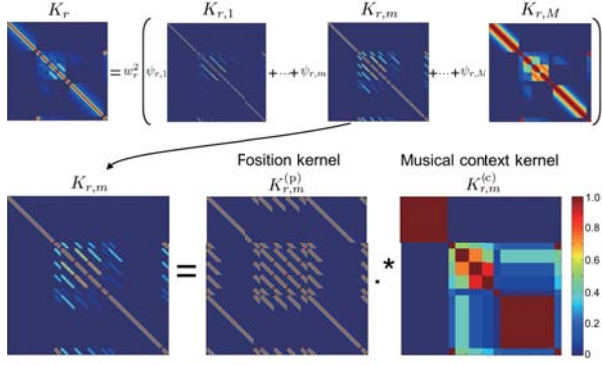 K_r K_{r,1} K_{r,m} K_{r,M}
= w_r^2 ( ψ_{r,1} +···+ ψ_{r,m} +···+ ψ_{r,M} )
Fosition kernel Musical context kernel
K_{r,m} K_{r,m}^{(p)} K_{r,m}^{(c)}
= .*
1.0
0.8
0.6
0.4
0.2
0